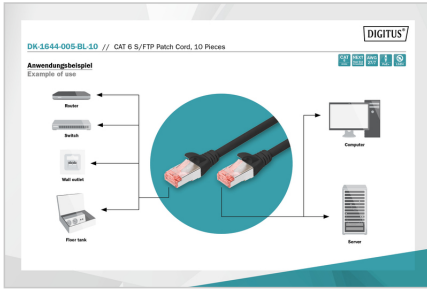 DIGITUS®
DK-1644-005-BL-10 // CAT 6 S/FTP Patch Cord, 10 Pieces
Anwendungsbeispiel
Example of use
Router
Switch
Wall outlet
Floor tank
Computer
Server